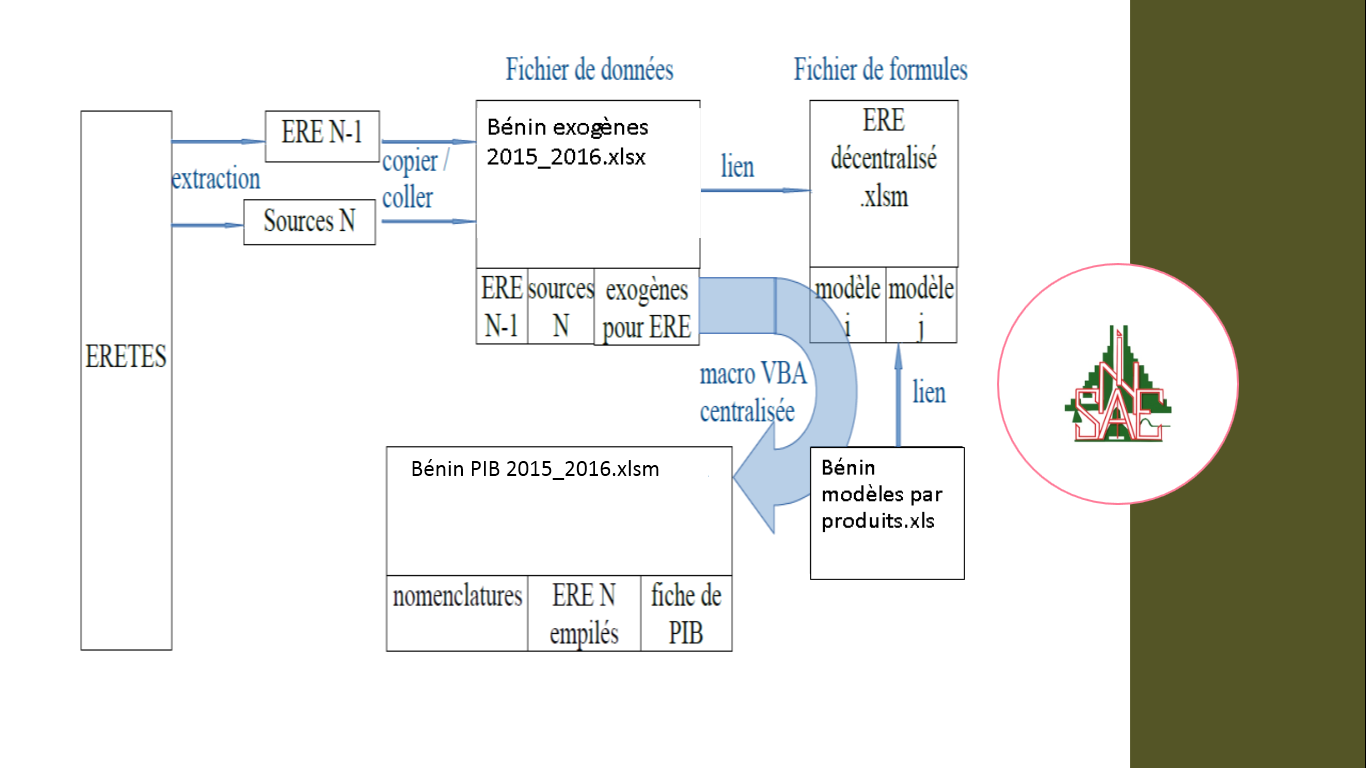 Fichier de données
Fichier de formules
ERETES
extraction
ERE N-1
Sources N
copier /
coller
Bénin exogènes
2015_2016.xlsx
ERE
N-1
sources
N
exogènes
pour ERE
lien
ERE
décentralisé
.xlsm
modèle
i
modèle
j
macro VBA
centralisée
lien
Bénin
modèles par
produits.xls
Bénin PIB 2015_2016.xlsm
nomenclatures
ERE N
empilés
fiche de
PIB
IN
SAE